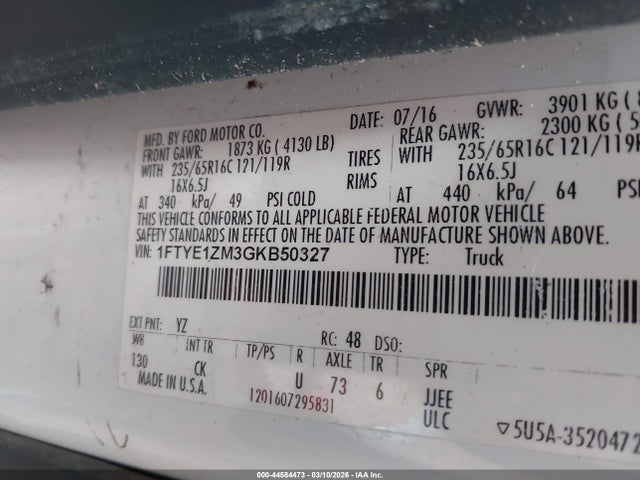 MFD. BY FORD MOTOR CO. DATE: 07/16 GVWR: 3901 KG
FRONT GAWR: 1873 KG (4130 LB) REAR GAWR: 2300 KG
WITH 235/65R16C 121/119R TIRES WITH 235/65R16C 121/119R
16X6.5J RIMS 16X6.5J
AT 340 kPa/ 49 PSI COLD AT 440 kPa/ 64 PSI
THIS VEHICLE CONFORMS TO ALL APPLICABLE FEDERAL MOTOR VEHICLE
SAFETY STANDARDS IN EFFECT ON THE DATE OF MANUFACTURE SHOWN ABOVE.
VIN: 1FTYE1ZM3GKB50327 TYPE: Truck
EXT PNT: YZ RC: 48 DSO:
WB INT TR TP/PS R AXLE TR SPR
130 CK U 73 6 JJEE
MADE IN U.S.A. 1201607295831 ULC
5U5A-3520472
000-44584473 — 03/10/2026 — IAA Inc.